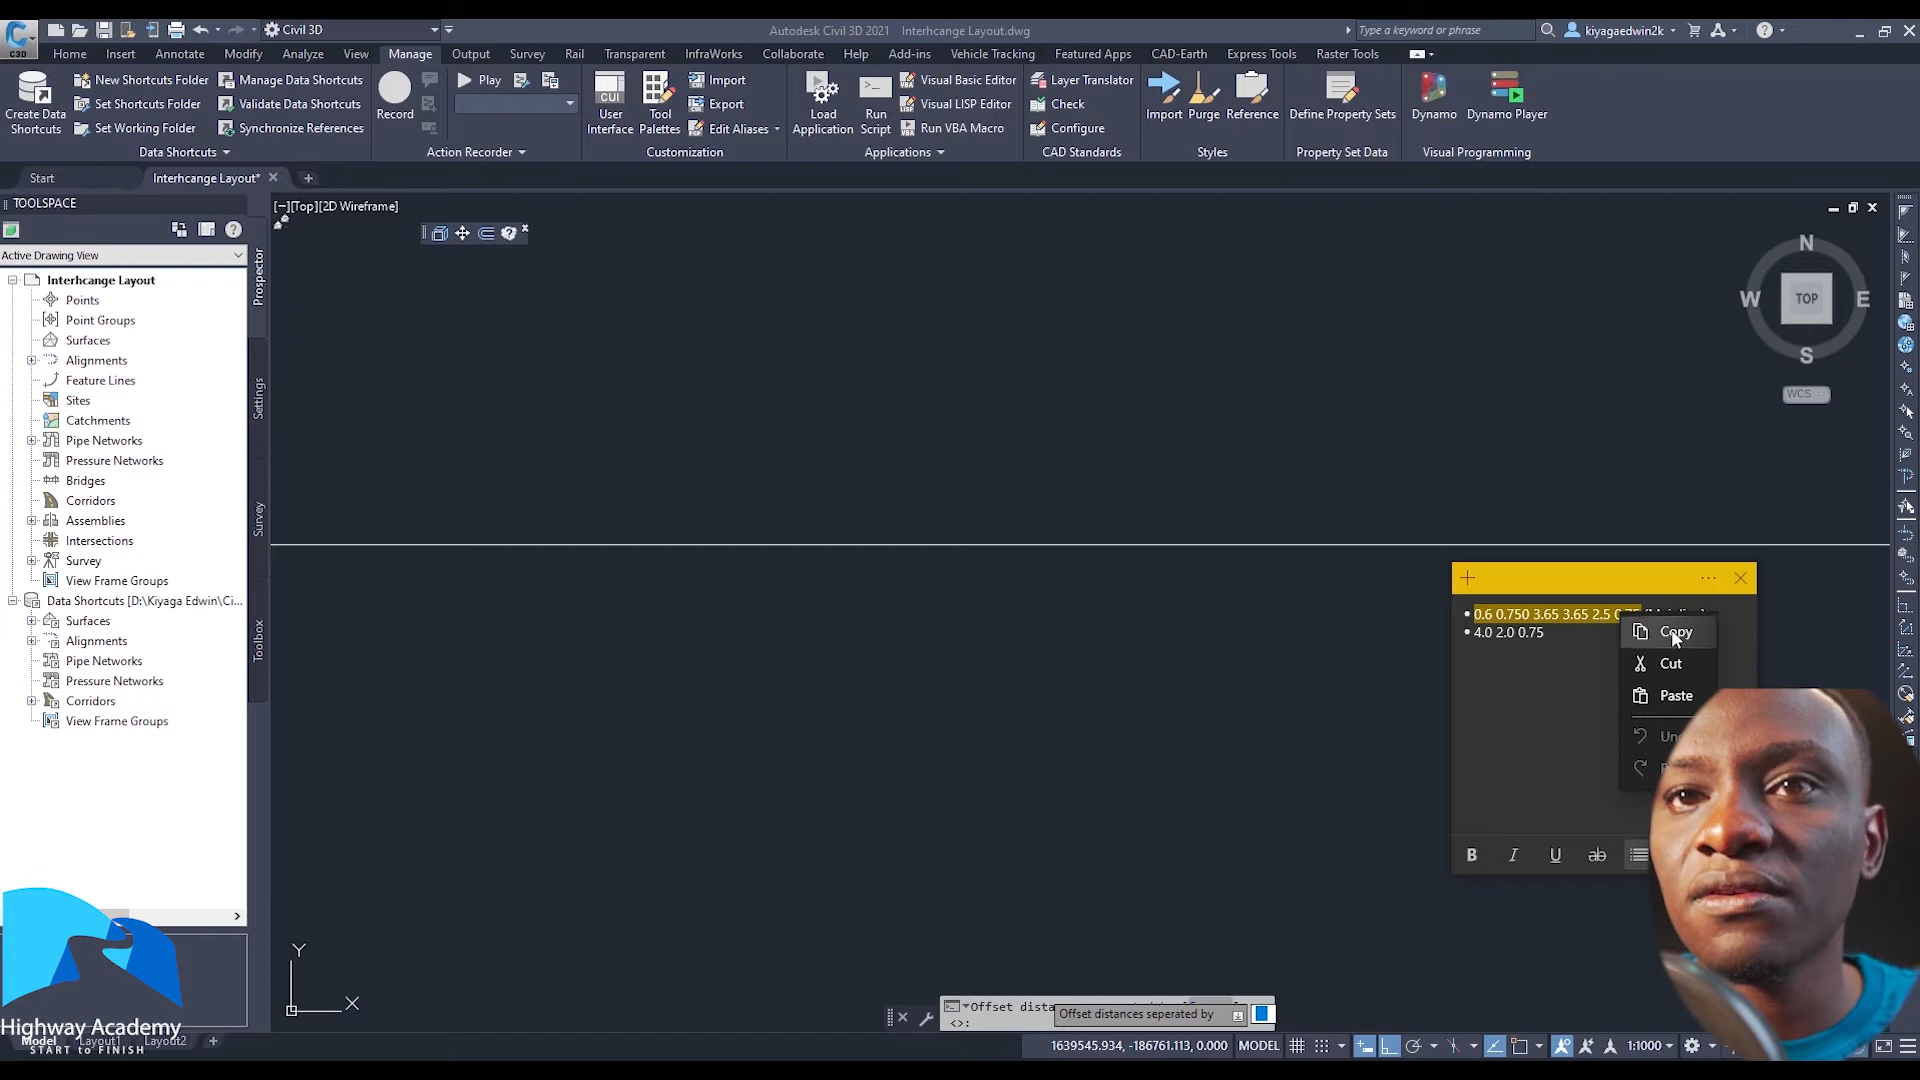 Civil 3D
Autodesk Civil 3D 2021 Interhcange Layout.dwg
Type a keyword or phrase
kiyagaedwin2k
Home Insert Annotate Modify Analyze View Manage Output Survey Rail Transparent InfraWorks Collaborate Help Add-ins Vehicle Tracking Featured Apps CAD-Earth Express Tools Raster Tools
Create Data Shortcuts
New Shortcuts Folder
Set Shortcuts Folder
Set Working Folder
Manage Data Shortcuts
Validate Data Shortcuts
Synchronize References
Data Shortcuts
Record
Play
Action Recorder
CUI
User Interface
Tool Palettes
Import
Export
Edit Aliases
Customization
Load Application
Run Script
Visual Basic Editor
Visual LISP Editor
Run VBA Macro
Applications
Layer Translator
Check
Configure
CAD Standards
Import
Purge
Reference
Styles
Define Property Sets
Property Set Data
Dynamo
Dynamo Player
Visual Programming
Start
Interhcange Layout*
TOOLSPACE
Active Drawing View
Interhcange Layout
Points
Point Groups
Surfaces
Alignments
Feature Lines
Sites
Catchments
Pipe Networks
Pressure Networks
Bridges
Corridors
Assemblies
Intersections
Survey
View Frame Groups
Data Shortcuts [D:\Kiyaga Edwin\Ci...
Surfaces
Alignments
Pipe Networks
Pressure Networks
Corridors
View Frame Groups
Prospector
Settings
Survey
Toolbox
[−][Top][2D Wireframe]
N
W TOP E
S
WCS
• 0.6 0.750 3.65 3.65 2.5
• 4.0 2.0 0.75
Copy
Cut
Paste
B I U ab
Y
X
Offset dist
<>:
Offset distances seperated by
Highway Academy
START to FINISH
Model Layout1 Layout2
1639545.934, -186761.113, 0.000 MODEL
1:1000